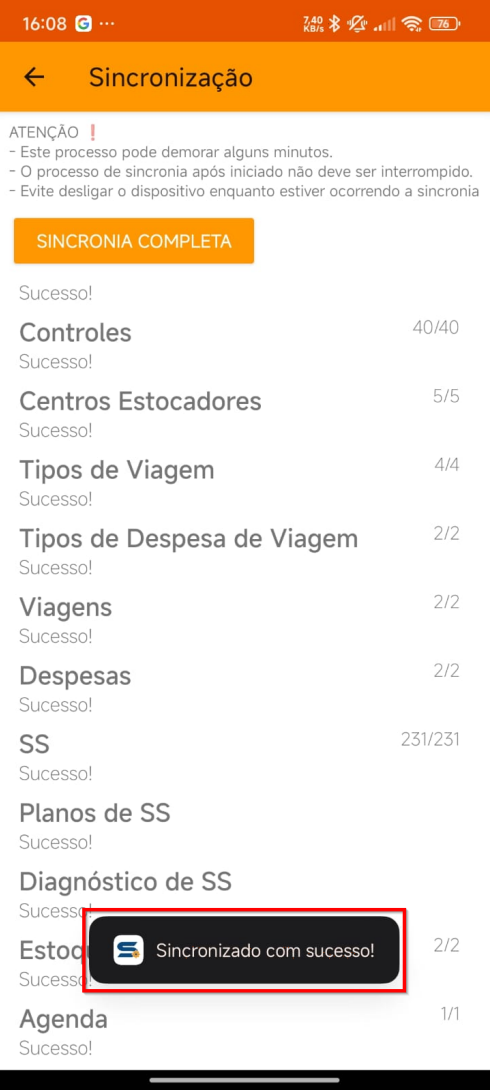 16:08
7,40
KB/s
76
Sincronização
ATENÇÃO ❗
- Este processo pode demorar alguns minutos.
- O processo de sincronia após iniciado não deve ser interrompido.
- Evite desligar o dispositivo enquanto estiver ocorrendo a sincronia
SINCRONIA COMPLETA
Sucesso!
Controles 40/40
Sucesso!
Centros Estocadores 5/5
Sucesso!
Tipos de Viagem 4/4
Sucesso!
Tipos de Despesa de Viagem 2/2
Sucesso!
Viagens 2/2
Sucesso!
Despesas 2/2
Sucesso!
SS 231/231
Sucesso!
Planos de SS
Sucesso!
Diagnóstico de SS
Sucesso!
2/2
Sincronizado com sucesso!
Sucesso!
Agenda 1/1
Sucesso!